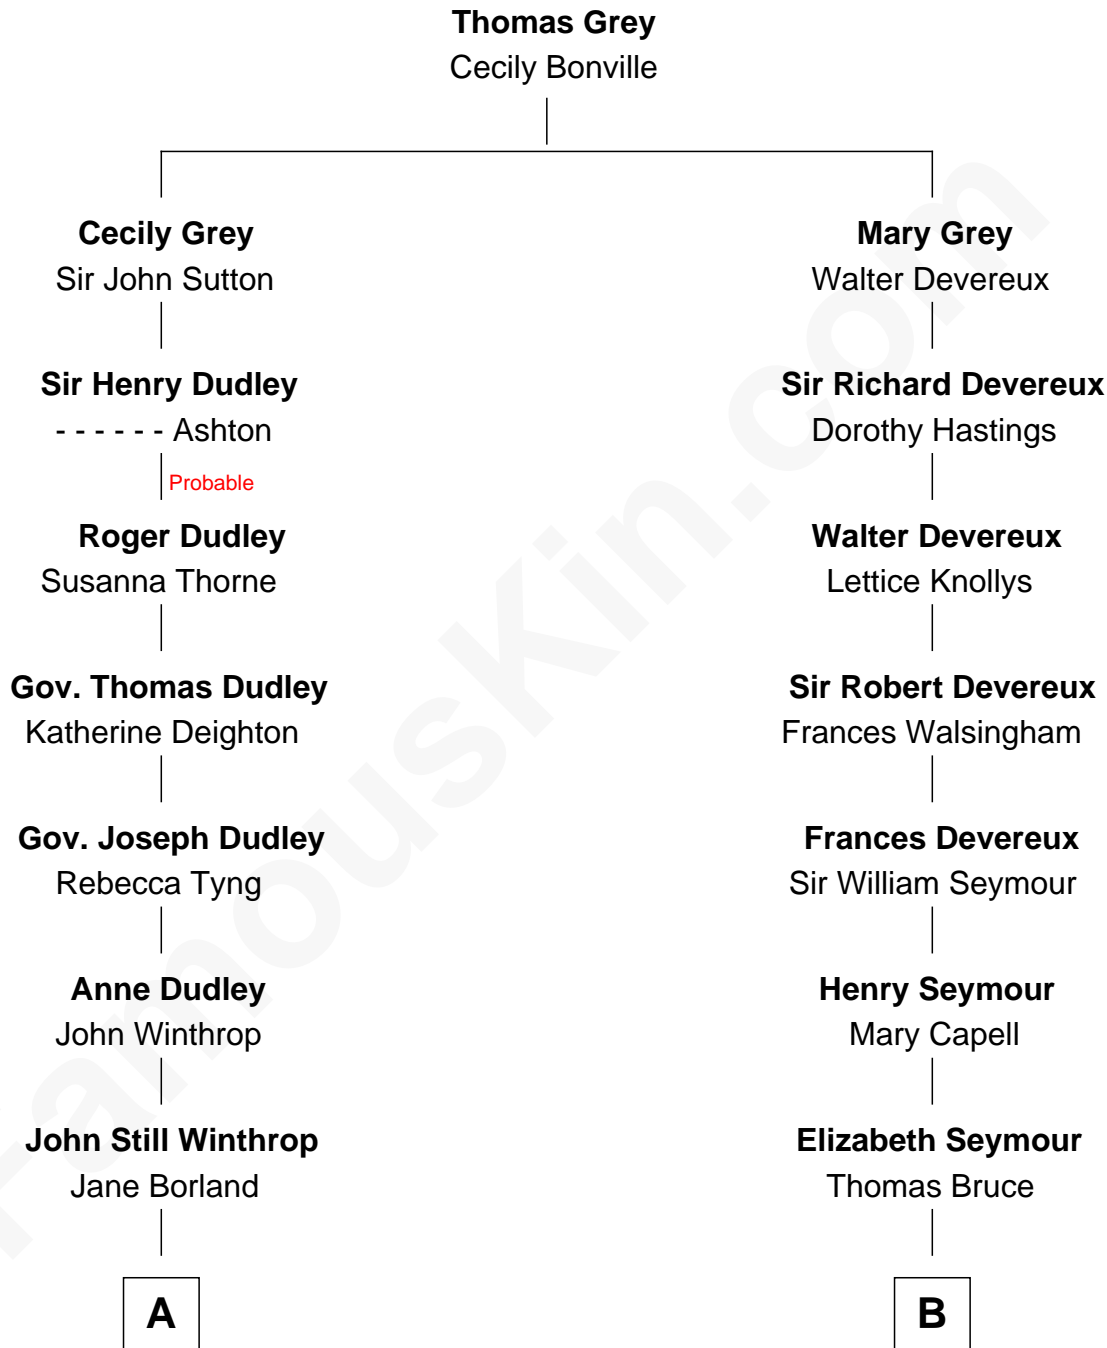 Thomas Grey
Cecily Bonville
Cecily Grey
Sir John Sutton
Mary Grey
Walter Devereux
Sir Henry Dudley
- - - - - - Ashton
Probable
Sir Richard Devereux
Dorothy Hastings
Roger Dudley
Susanna Thorne
Walter Devereux
Lettice Knollys
Gov. Thomas Dudley
Katherine Deighton
Sir Robert Devereux
Frances Walsingham
Gov. Joseph Dudley
Rebecca Tyng
Frances Devereux
Sir William Seymour
Anne Dudley
John Winthrop
Henry Seymour
Mary Capell
John Still Winthrop
Jane Borland
Elizabeth Seymour
Thomas Bruce
A
B
FamousKin.com